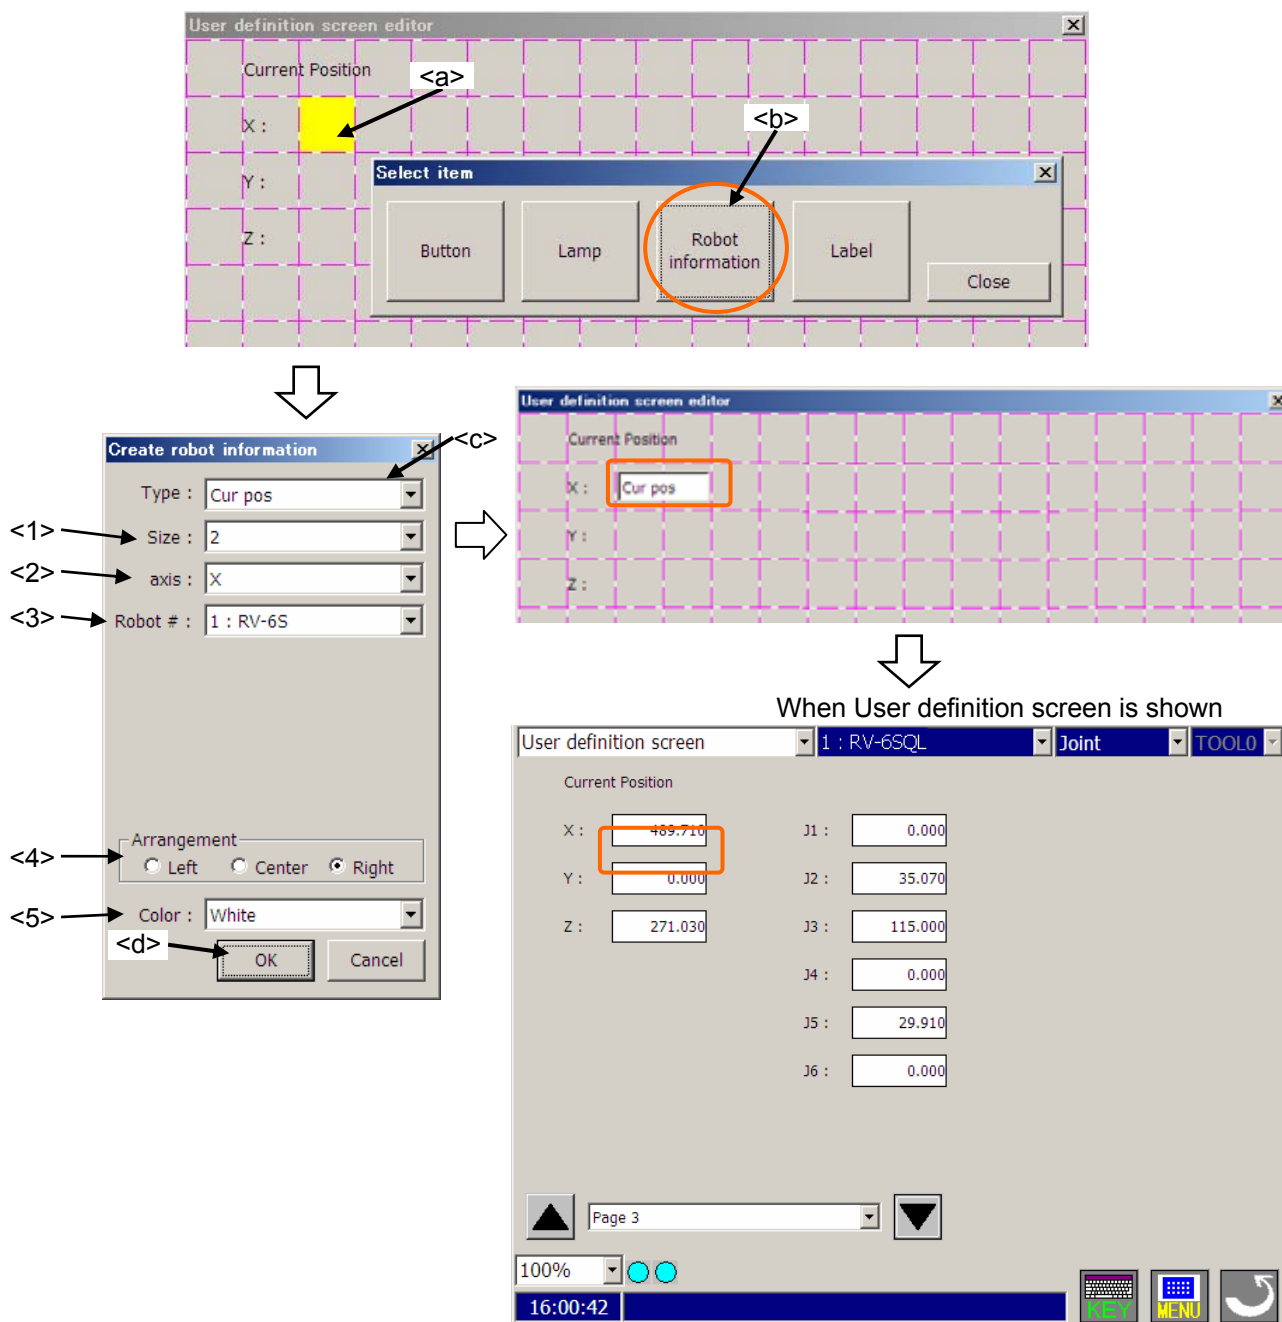 User definition screen editor
Current Position
<a>
X :
<b>
Y :
Select item
Z :
Button
Lamp
Robot
information
Label
Close
Create robot information
<c>
Type :
Cur pos
<1>
Size :
2
<2>
axis :
X
<3>
Robot # :
1 : RV-6S
<4>
Arrangement
Left
Center
Right
<5>
Color :
White
<d>
OK
Cancel
User definition screen editor
Current Position
X :
Cur pos
Y :
Z :
When User definition screen is shown
User definition screen
1 : RV-6SQL
Joint
TOOL0
Current Position
X :
489.710
J1 :
0.000
Y :
0.000
J2 :
35.070
Z :
271.030
J3 :
115.000
J4 :
0.000
J5 :
29.910
J6 :
0.000
Page 3
100%
16:00:42
KEY
MENU